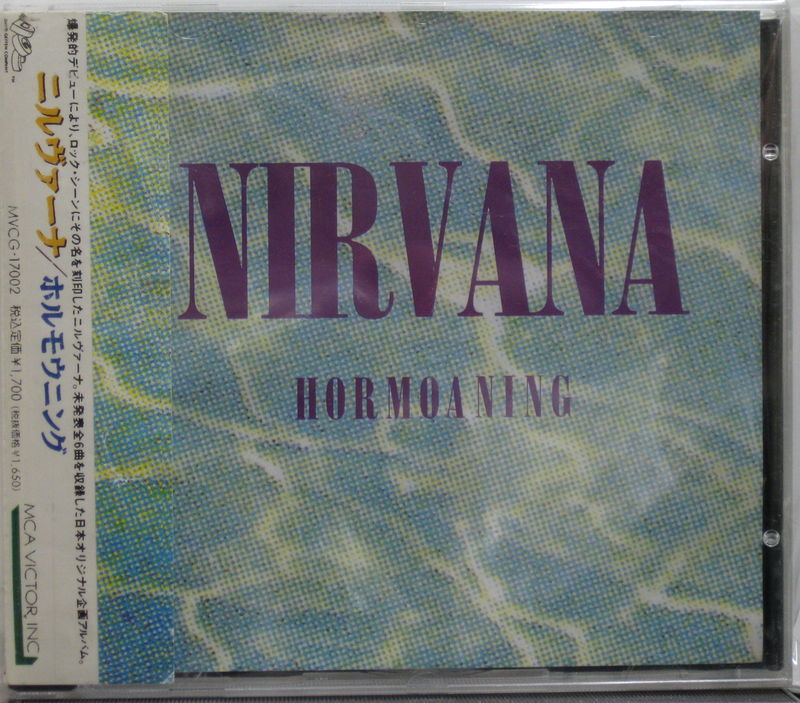 爆発的デビューにより、ロック・シーンにその名を刻印したニルヴァーナ。未発表全6曲を収録した日本オリジナル企画アルバム。
ニルヴァーナ/ホルモウニング
MVCG-17002 税込定価¥1,700 (税抜価格¥1,650)
MCA VICTOR, INC
NIRVANA
HORMOANING